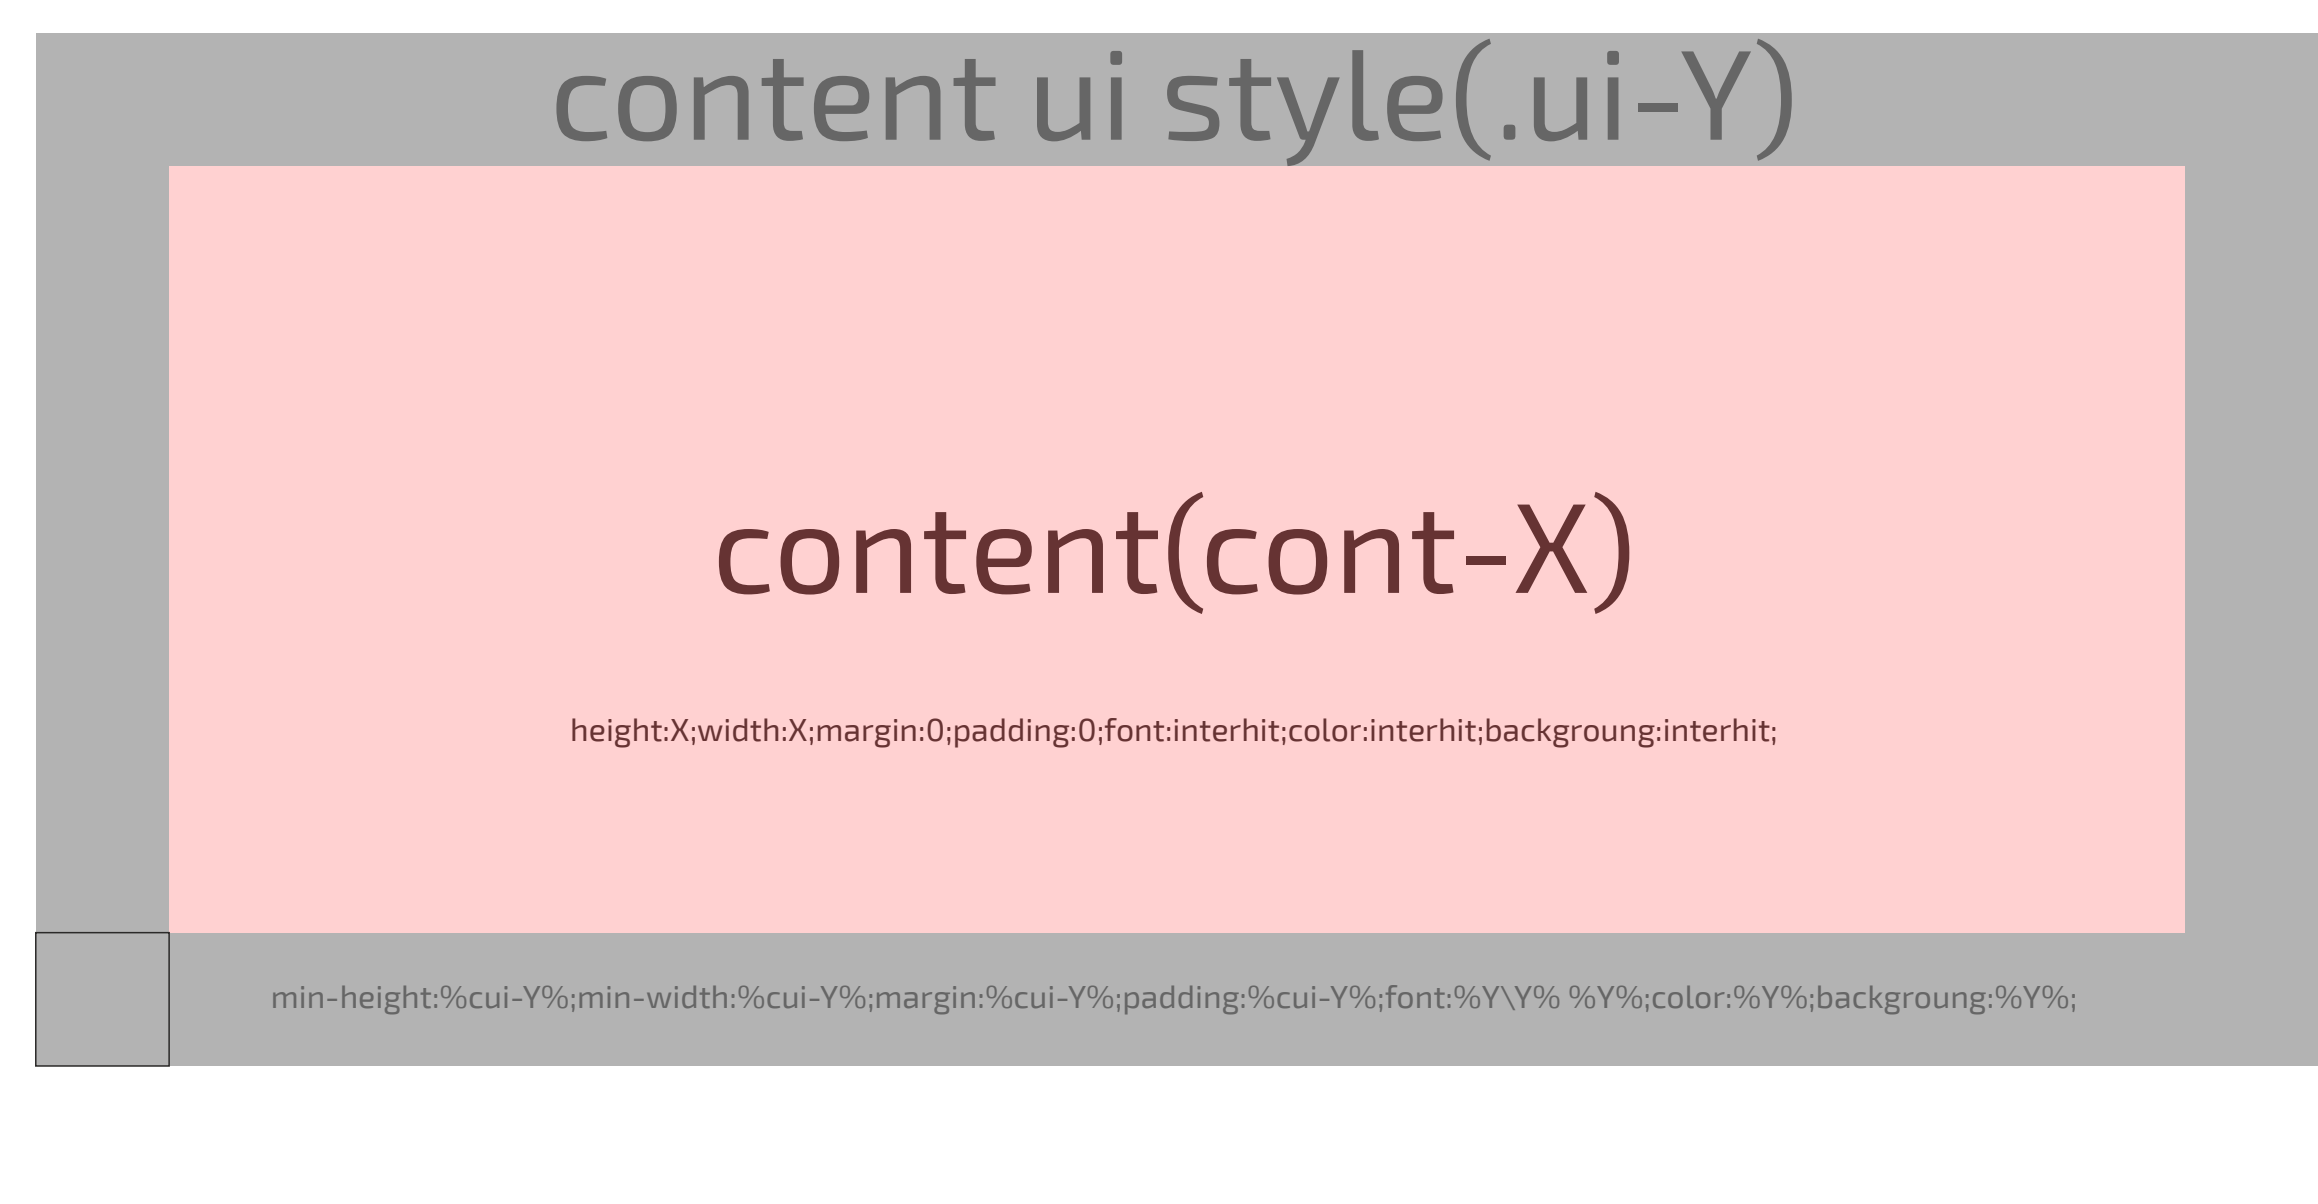 content ui style(.ui-Y)
content(cont-X)
height:X;width:X;margin:0;padding:0;font:interhit;color:interhit;backgroung:interhit;
min-height:%cui-Y%;min-width:%cui-Y%;margin:%cui-Y%;padding:%cui-Y%;font:%Y\Y% %Y%;color:%Y%;backgroung:%Y%;